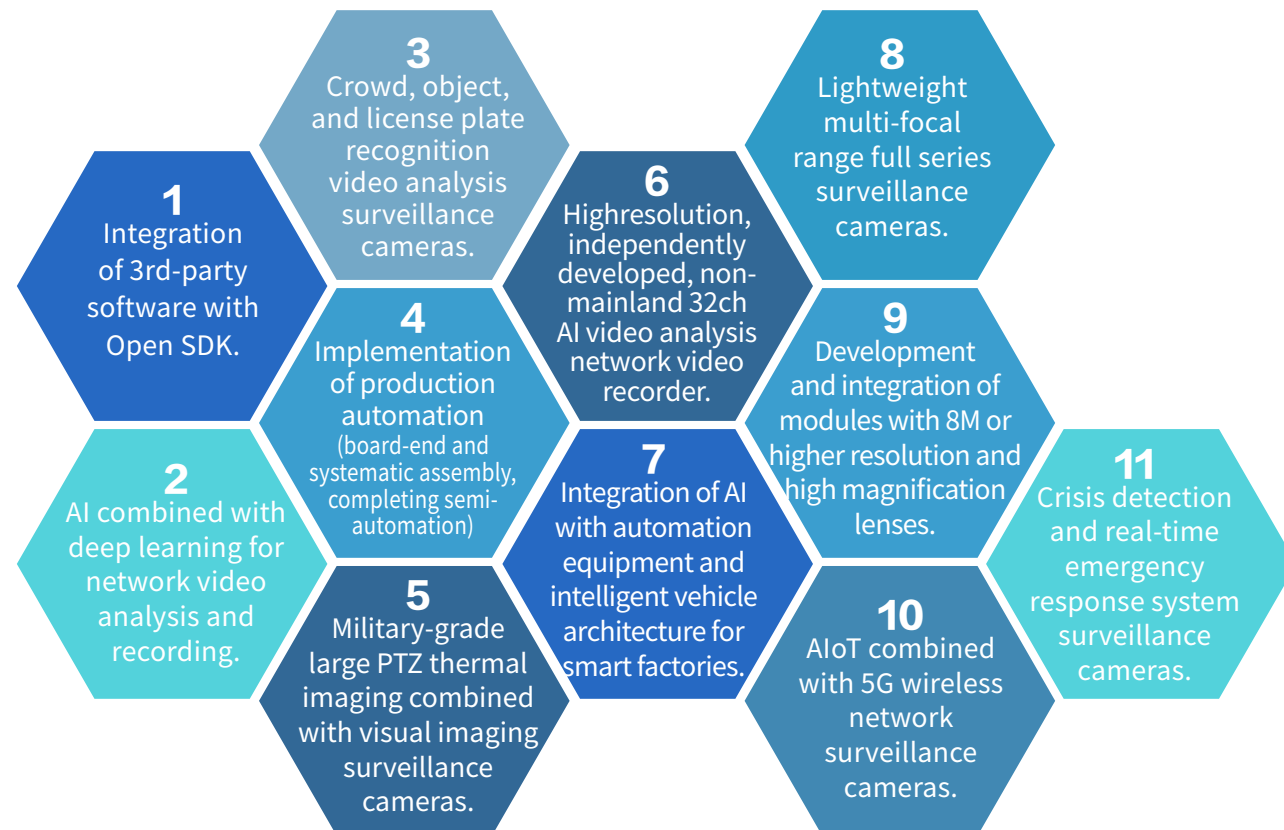 1
Integration
of 3rd-party
software with
Open SDK.
2
AI combined with
deep learning for
network video
analysis and
recording.
3
Crowd, object,
and license plate
recognition
video analysis
surveillance
cameras.
4
Implementation
of production
automation
(board-end and
systematic assembly,
completing semi-
automation)
5
Military-grade
large PTZ thermal
imaging combined
with visual imaging
surveillance
cameras.
6
Highresolution,
independently
developed, non-
mainland 32ch
AI video analysis
network video
recorder.
7
Integration of AI
with automation
equipment and
intelligent vehicle
architecture for
smart factories.
8
Lightweight
multi-focal
range full series
surveillance
cameras.
9
Development
and integration of
modules with 8M or
higher resolution and
high magnification
lenses.
10
AIoT combined
with 5G wireless
network
surveillance
cameras.
11
Crisis detection
and real-time
emergency
response system
surveillance
cameras.